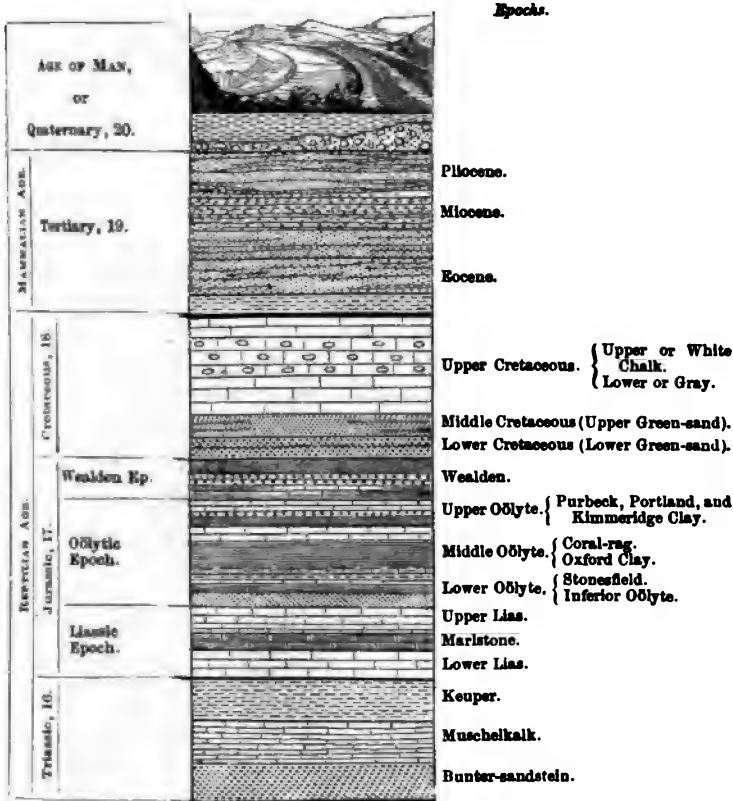 Epochs.
AGE OF MAN,
or
Quaternary, 20.
MAMMALIAN AGE.
Tertiary, 19.
Pliocene.
Miocene.
Eocene.
REPTILIAN AGE.
Cretaceous, 18.
Upper Cretaceous. { Upper or White
Chalk.
Lower or Gray.
Middle Cretaceous (Upper Green-sand).
Lower Cretaceous (Lower Green-sand).
Jurassic, 17.
Wealden Ep.
Wealden.
Oölytic
Epoch.
Upper Oölyte. { Purbeck, Portland, and
Kimmeridge Clay.
Middle Oölyte. { Coral-rag.
Oxford Clay.
Lower Oölyte. { Stonesfield.
Inferior Oölyte.
Liassic
Epoch.
Upper Lias.
Marlstone.
Lower Lias.
Triassic, 16.
Keuper.
Muschelkalk.
Bunter-sandstein.